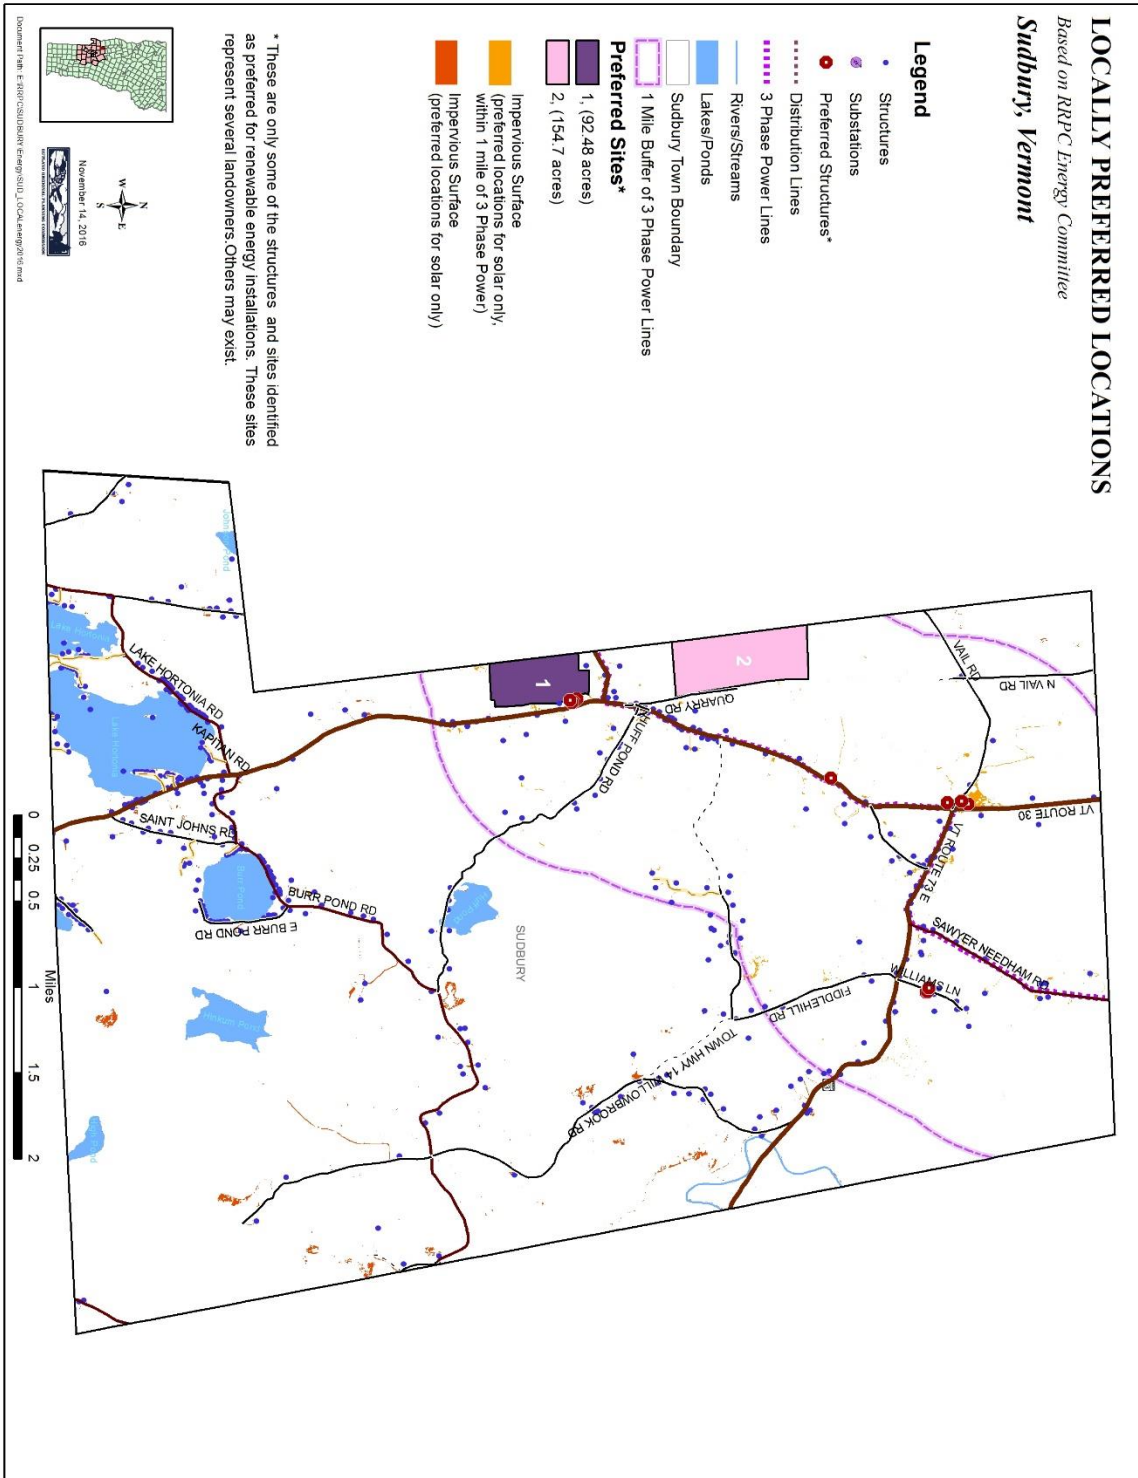 LOCALLY PREFERRED LOCATIONS
Based on RRPC Energy Committee
Sudbury, Vermont
Legend
Structures
Substations
Preferred Structures*
Distribution Lines
3 Phase Power Lines
Rivers/Streams
Lakes/Ponds
Sudbury Town Boundary
1 Mile Buffer of 3 Phase Power Lines
Preferred Sites*
1, (92.48 acres)
2, (154.7 acres)
Impervious Surface
(preferred locations for solar only,
within 1 mile of 3 Phase Power)
Impervious Surface
(preferred locations for solar only)
* These are only some of the structures and sites identified
as preferred for renewable energy installations. These sites
represent several landowners. Others may exist.
N
W
E
S
November 14, 2016
N VAIL RD
VAIL RD
VT ROUTE 30
VT ROUTE 73 E
SAWYER NEEDHAM RD
WILLIAMS LN
FIDDLEHILL RD
TOWN HWY 14
WILLOWBROOK RD
2
QUARRY RD
HUFF POND RD
1
SUDBURY
BURR POND RD
E BURR POND RD
Burr Pond
SAINT JOHNS RD
KAPITAN RD
LAKE HORTONIA RD
Lake Hortonia
Lake Hortonia
0
0.25
0.5
1
1.5
2
Miles